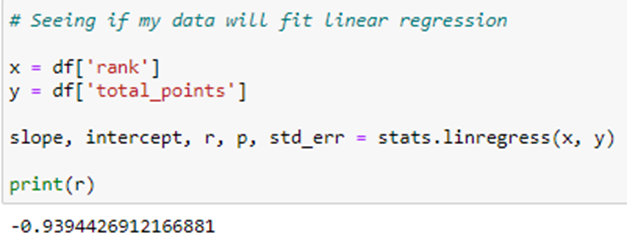 # Seeing if my data will fit linear regression
x = df['rank']
y = df['total_points']
slope, intercept, r, p, std_err = stats.linregress(x, y)
print(r)
-0.9394426912166881